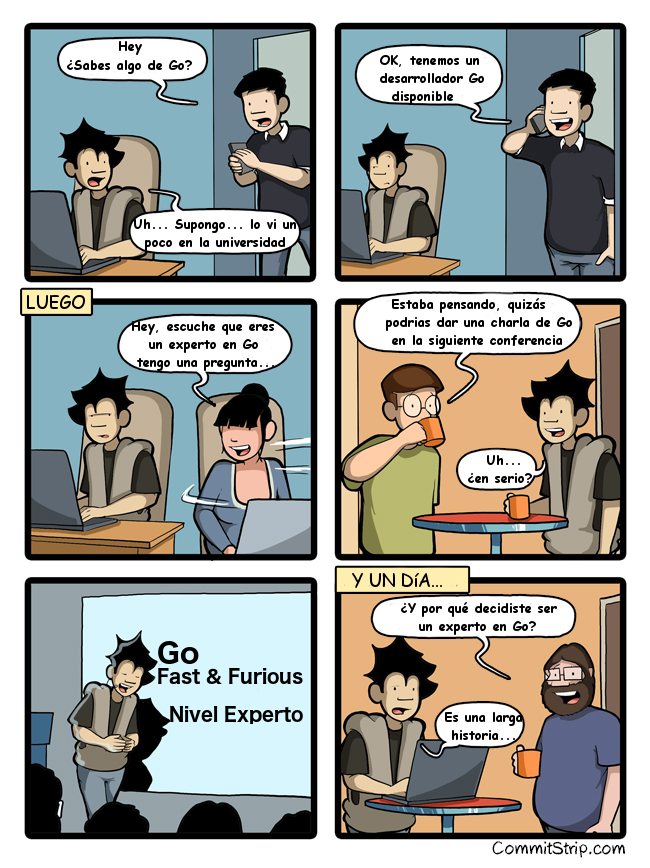 Hey
¿Sabes algo de Go?
Uh... Supongo... lo vi un
poco en la universidad
OK, tenemos un
desarrollador Go
disponible
LUEGO
Hey, escuche que eres
un experto en Go
tengo una pregunta...
Estaba pensando, quizás
podrias dar una charla de Go
en la siguiente conferencia
Uh...
¿en serio?
Go
Fast & Furious
Nivel Experto
Y UN DíA...
¿Y por qué decidiste ser
un experto en Go?
Es una larga
historia...
CommitStrip.com